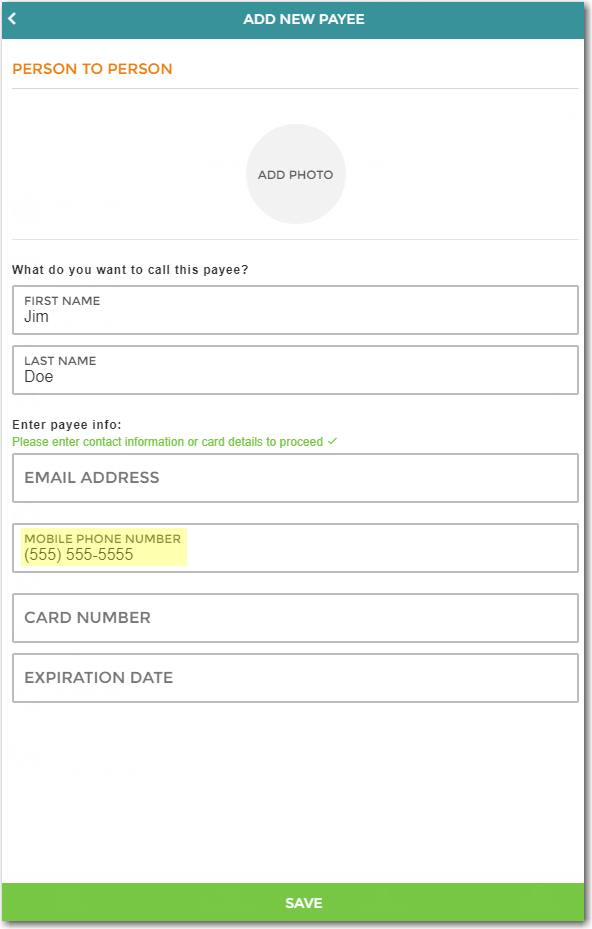 ADD NEW PAYEE
PERSON TO PERSON
ADD PHOTO
What do you want to call this payee?
FIRST NAME
Jim
LAST NAME
Doe
Enter payee info:
Please enter contact information or card details to proceed ✓
EMAIL ADDRESS
MOBILE PHONE NUMBER
(555) 555-5555
CARD NUMBER
EXPIRATION DATE
SAVE